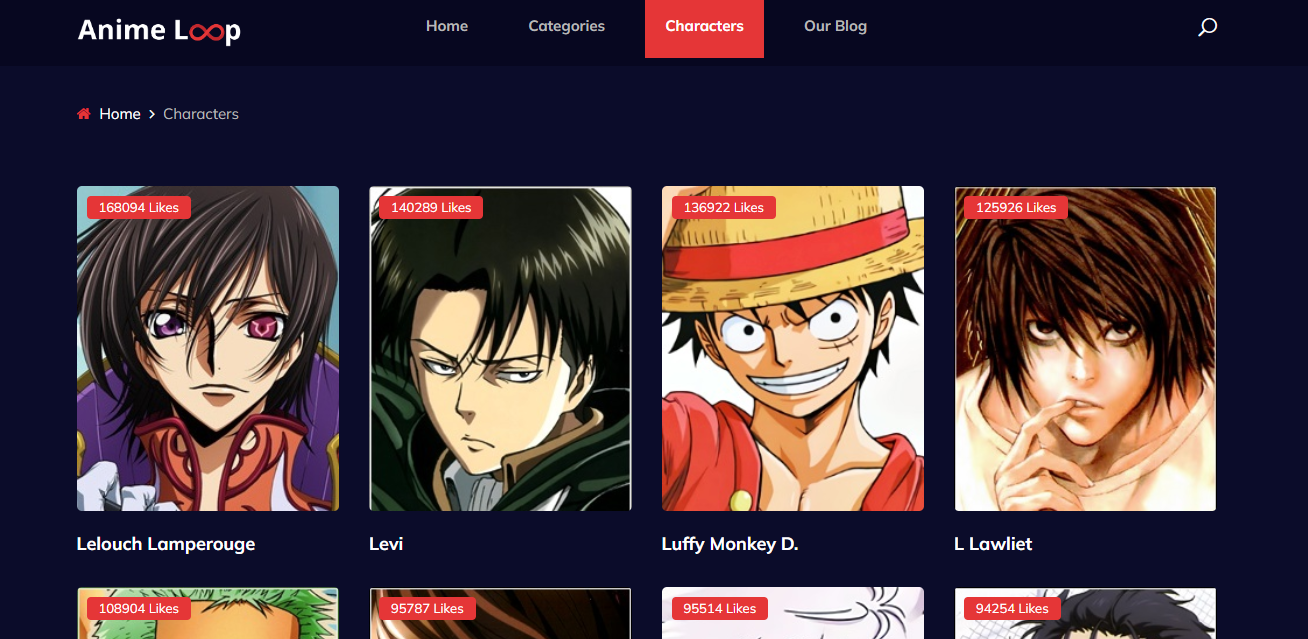 Anime Loop
Home Categories Characters Our Blog
Home > Characters
168094 Likes
140289 Likes
136922 Likes
125926 Likes
Lelouch Lamperouge
Levi
Luffy Monkey D.
L Lawliet
108904 Likes
95787 Likes
95514 Likes
94254 Likes